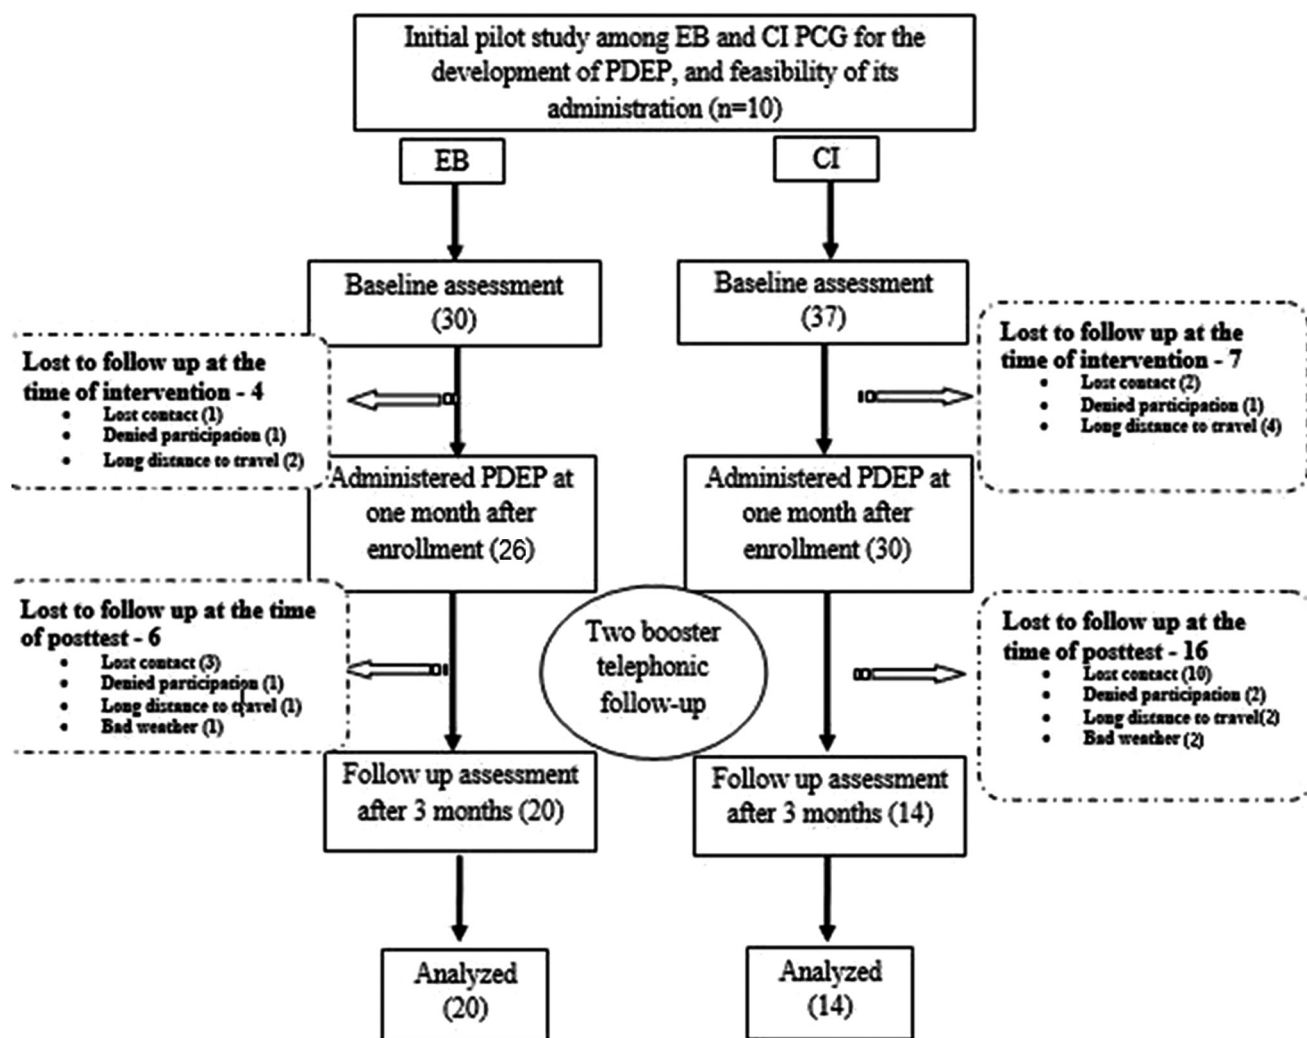 Initial pilot study among EB and CI PCG for the
development of PDEP, and feasibility of its
administration (n=10)
EB
CI
Baseline assessment
(30)
Baseline assessment
(37)
Lost to follow up at the
time of intervention - 4
• Lost contact (1)
• Denied participation (1)
• Long distance to travel (2)
Lost to follow up at the
time of intervention - 7
• Lost contact (2)
• Denied participation (1)
• Long distance to travel (4)
Administered PDEP at
one month after
enrollment (26)
Administered PDEP at
one month after
enrollment (30)
Lost to follow up at the time
of posttest - 6
• Lost contact (3)
• Denied participation (1)
• Long distance to travel (1)
• Bad weather (1)
Two booster
telephonic
follow-up
Lost to follow up at the
time of posttest - 16
• Lost contact (10)
• Denied participation (2)
• Long distance to travel(2)
• Bad weather (2)
Follow up assessment
after 3 months (20)
Follow up assessment
after 3 months (14)
Analyzed
(20)
Analyzed
(14)